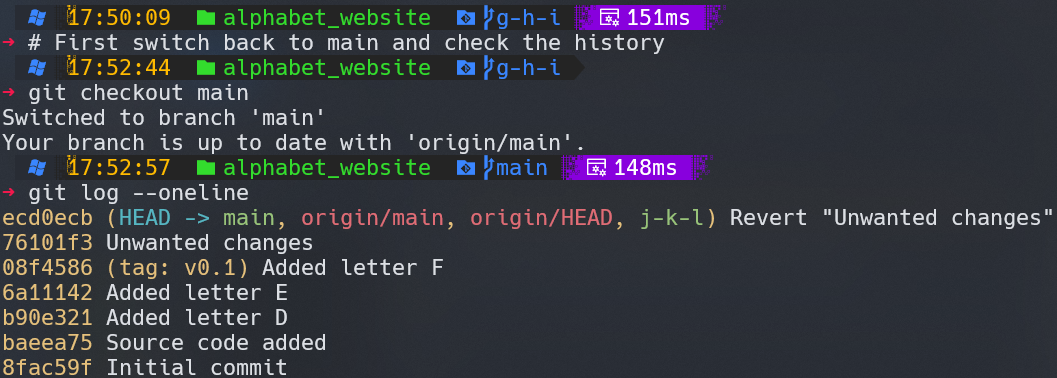 17:50:09 alphabet_website g-h-i 151ms
➜ # First switch back to main and check the history
17:52:44 alphabet_website g-h-i
➜ git checkout main
Switched to branch 'main'
Your branch is up to date with 'origin/main'.
17:52:57 alphabet_website main 148ms
➜ git log --oneline
ecd0ecb (HEAD -> main, origin/main, origin/HEAD, j-k-l) Revert "Unwanted changes"
76101f3 Unwanted changes
08f4586 (tag: v0.1) Added letter F
6a11142 Added letter E
b90e321 Added letter D
baeea75 Source code added
8fac59f Initial commit